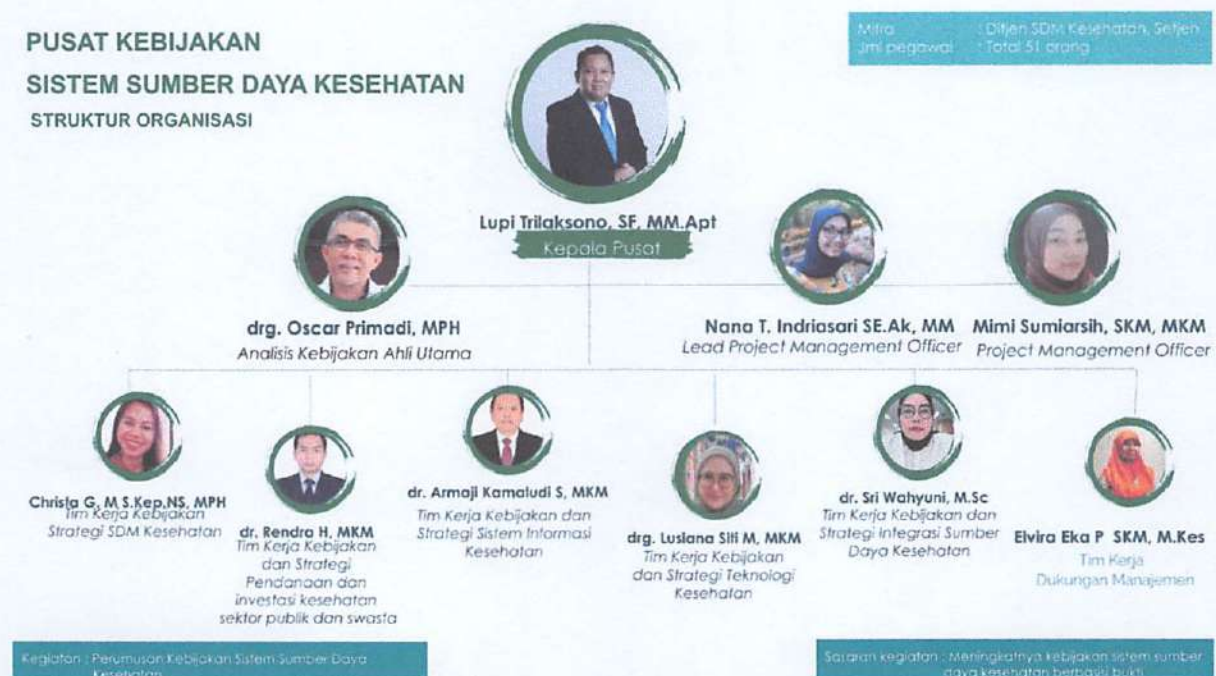 PUSAT KEBIJAKAN
SISTEM SUMBER DAYA KESEHATAN
STRUKTUR ORGANISASI
Mitra : Ditjen SDM Kesehatan, Setjen
Jml pegawai : Total 51 orang
Lupi Trilaksono, SF, MM.Apt
Kepala Pusat
drg. Oscar Primadi, MPH
Analisis Kebijakan Ahli Utama
Nana T. Indriasari SE.Ak, MM
Lead Project Management Officer
Mimi Sumiarsih, SKM, MKM
Project Management Officer
Christa G, M S.Kep,NS, MPH
Tim Kerja Kebijakan
Strategi SDM Kesehatan
dr. Rendra H, MKM
Tim Kerja Kebijakan
dan Strategi
Pendanaan dan
investasi kesehatan
sektor publik dan swasta
dr. Armaji Kamaludi S, MKM
Tim Kerja Kebijakan dan
Strategi Sistem Informasi
Kesehatan
drg. Lusiana Siti M, MKM
Tim Kerja Kebijakan
dan Strategi Teknologi
Kesehatan
dr. Sri Wahyuni, M.Sc
Tim Kerja Kebijakan dan
Strategi integrasi Sumber
Daya Kesehatan
Elvira Eka P SKM, M.Kes
Tim Kerja
Dukungan Manajemen
Kegiatan : Perumusan Kebijakan Sistem Sumber Daya
Kesehatan
Sasaran kegiatan : Meningkatnya kebijakan sistem sumber
daya kesehatan berbasis bukti